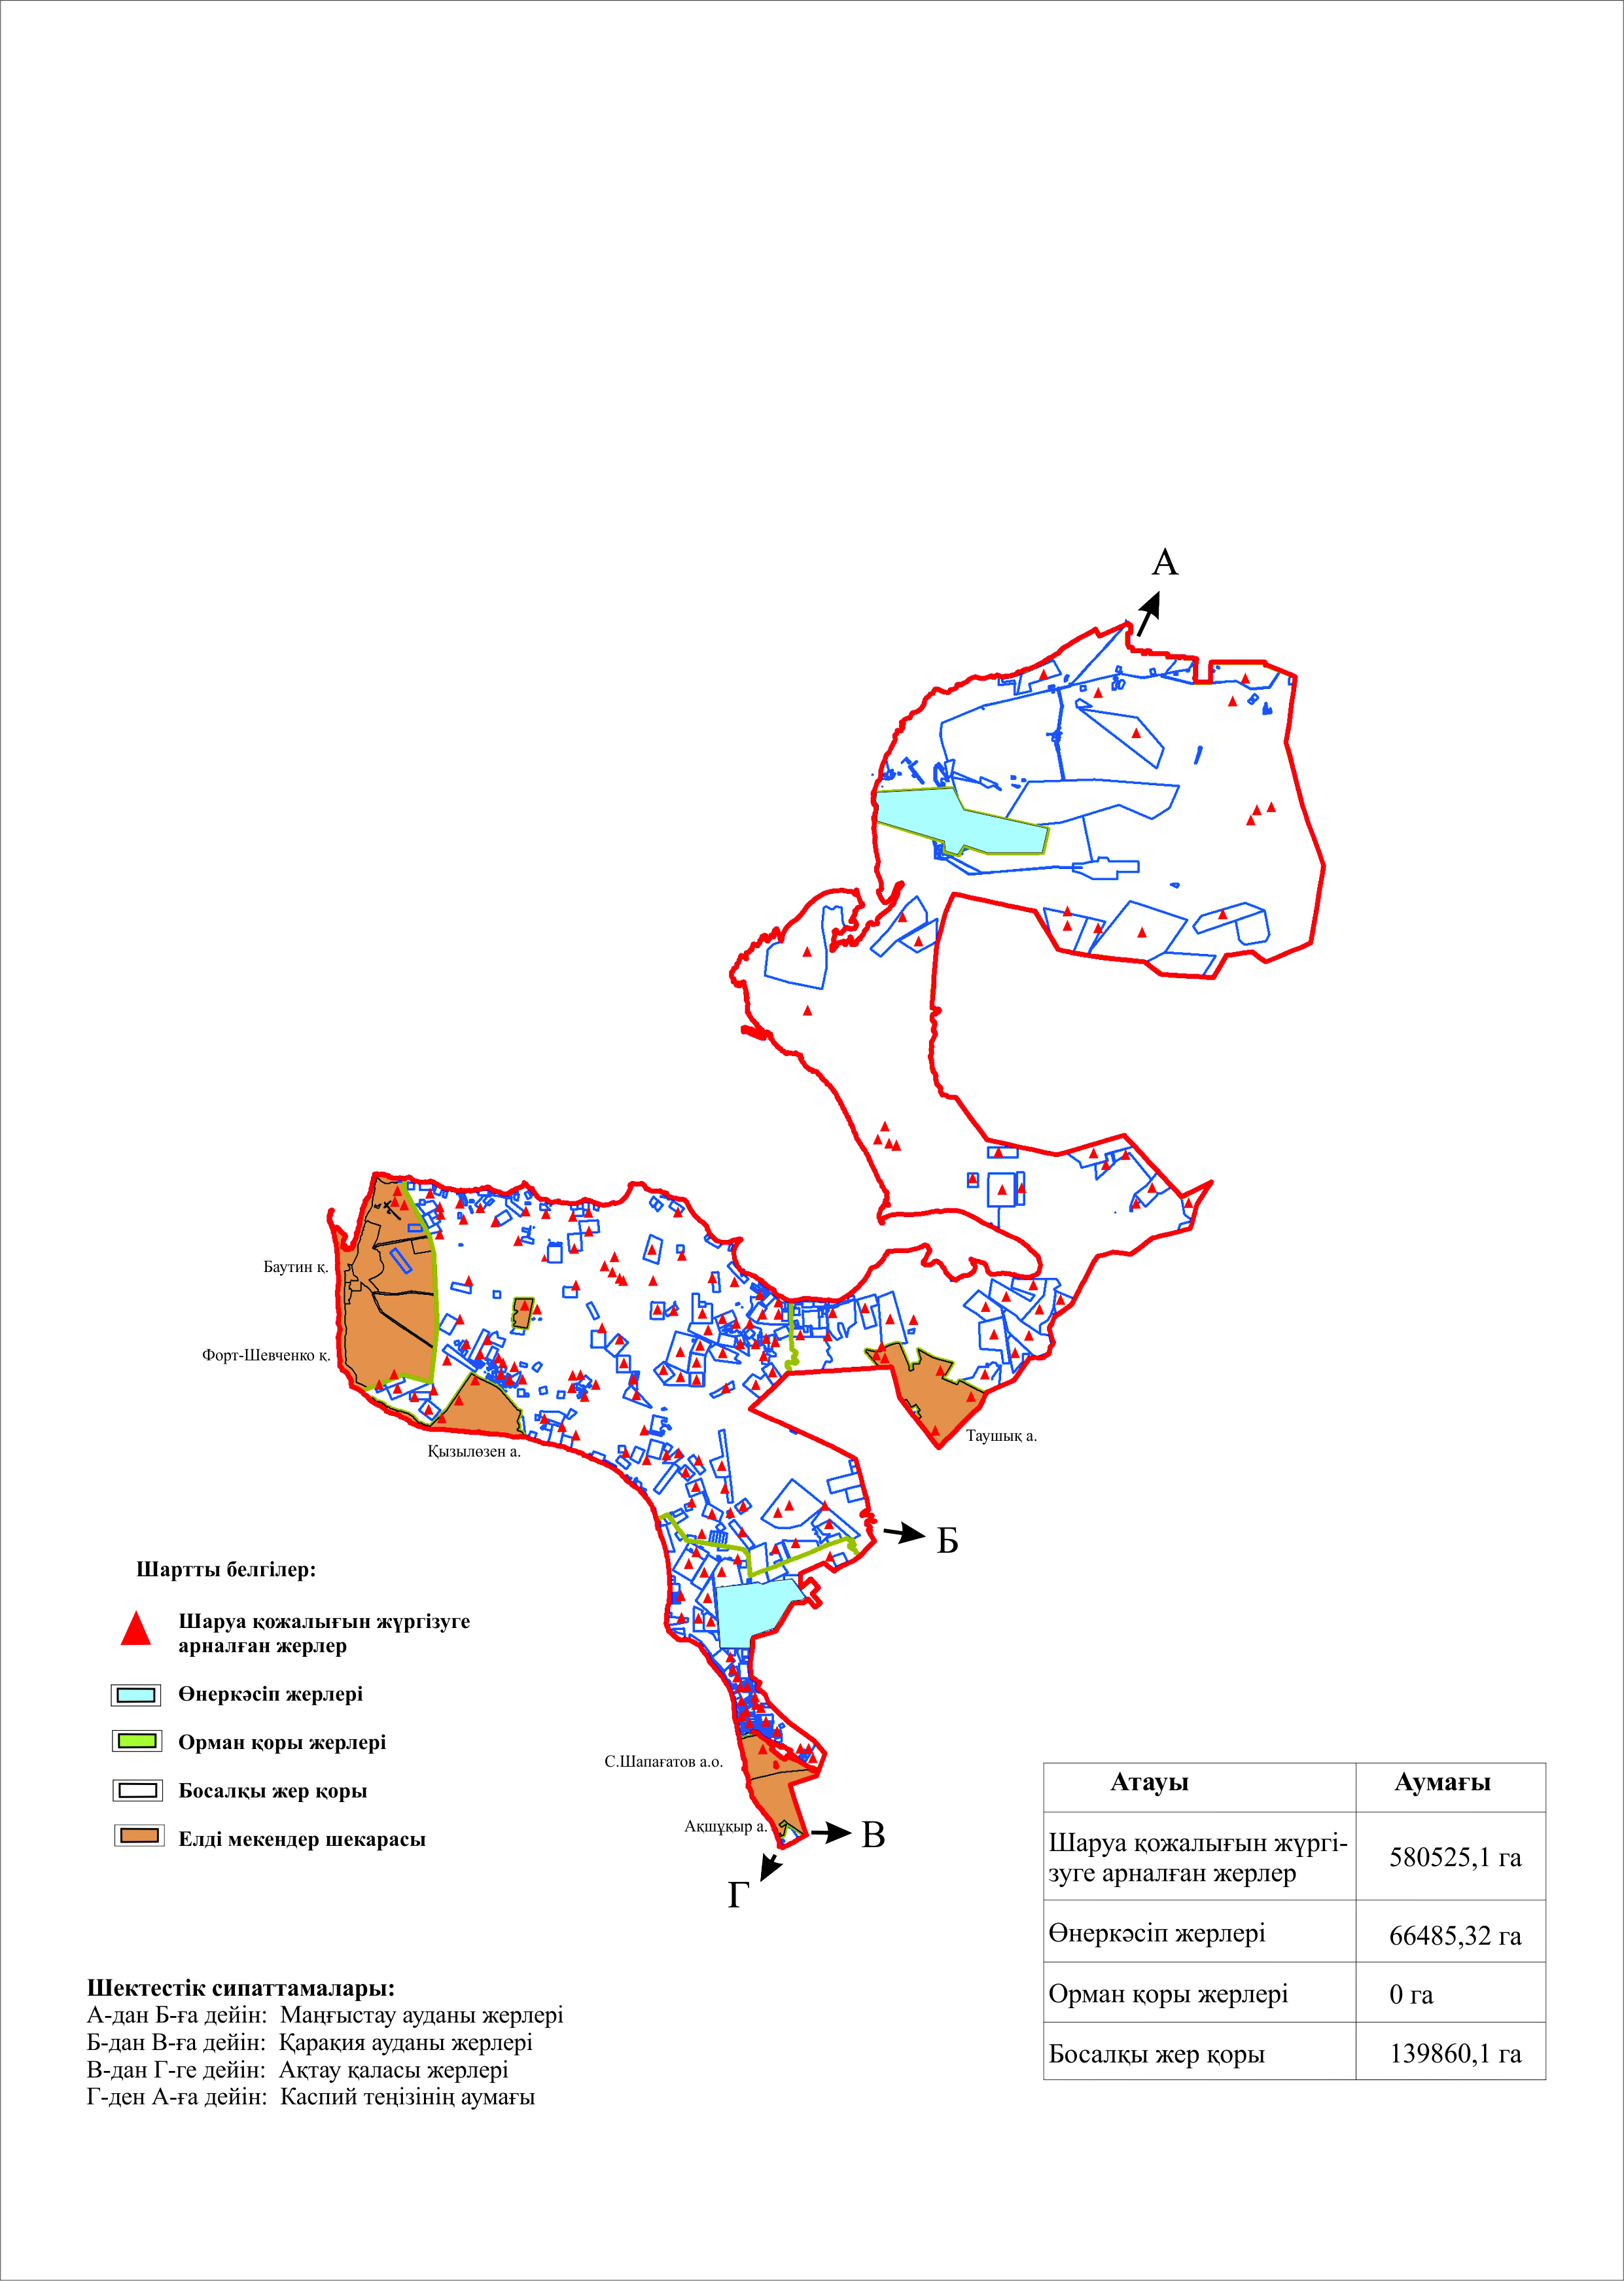 А
Баутин қ.
Форт-Шевченко қ.
Қызылөзен а.
Таушық а.
Б
Шартты белгілер:
Шаруа қожалығын жүргізуге
арналған жерлер
Өнеркәсіп жерлері
Орман қоры жерлері
Босалқы жер қоры
Елді мекендер шекарасы
С.Шапағатов а.о.
Ақшұқыр а.
В
Г
Атауы
Аумағы
Шаруа қожалығын жүргі-
зуге арналған жерлер
580525,1 га
Өнеркәсіп жерлері
66485,32 га
Орман қоры жерлері
0 га
Босалқы жер қоры
139860,1 га
Шектестік сипаттамалары:
А-дан Б-ға дейін: Маңғыстау ауданы жерлері
Б-дан В-ға дейін: Қарақия ауданы жерлері
В-дан Г-ге дейін: Ақтау қаласы жерлері
Г-ден А-ға дейін: Каспий теңізінің аумағы